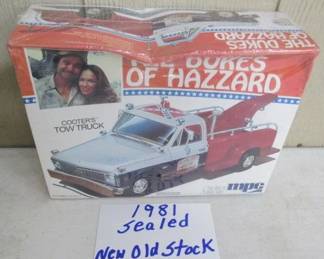 THE DUKES
OF HAZZARD
THE DUKES
OF HAZZARD
COOTER'S
TOW TRUCK
mpc
1981
Sealed
New Old Stock